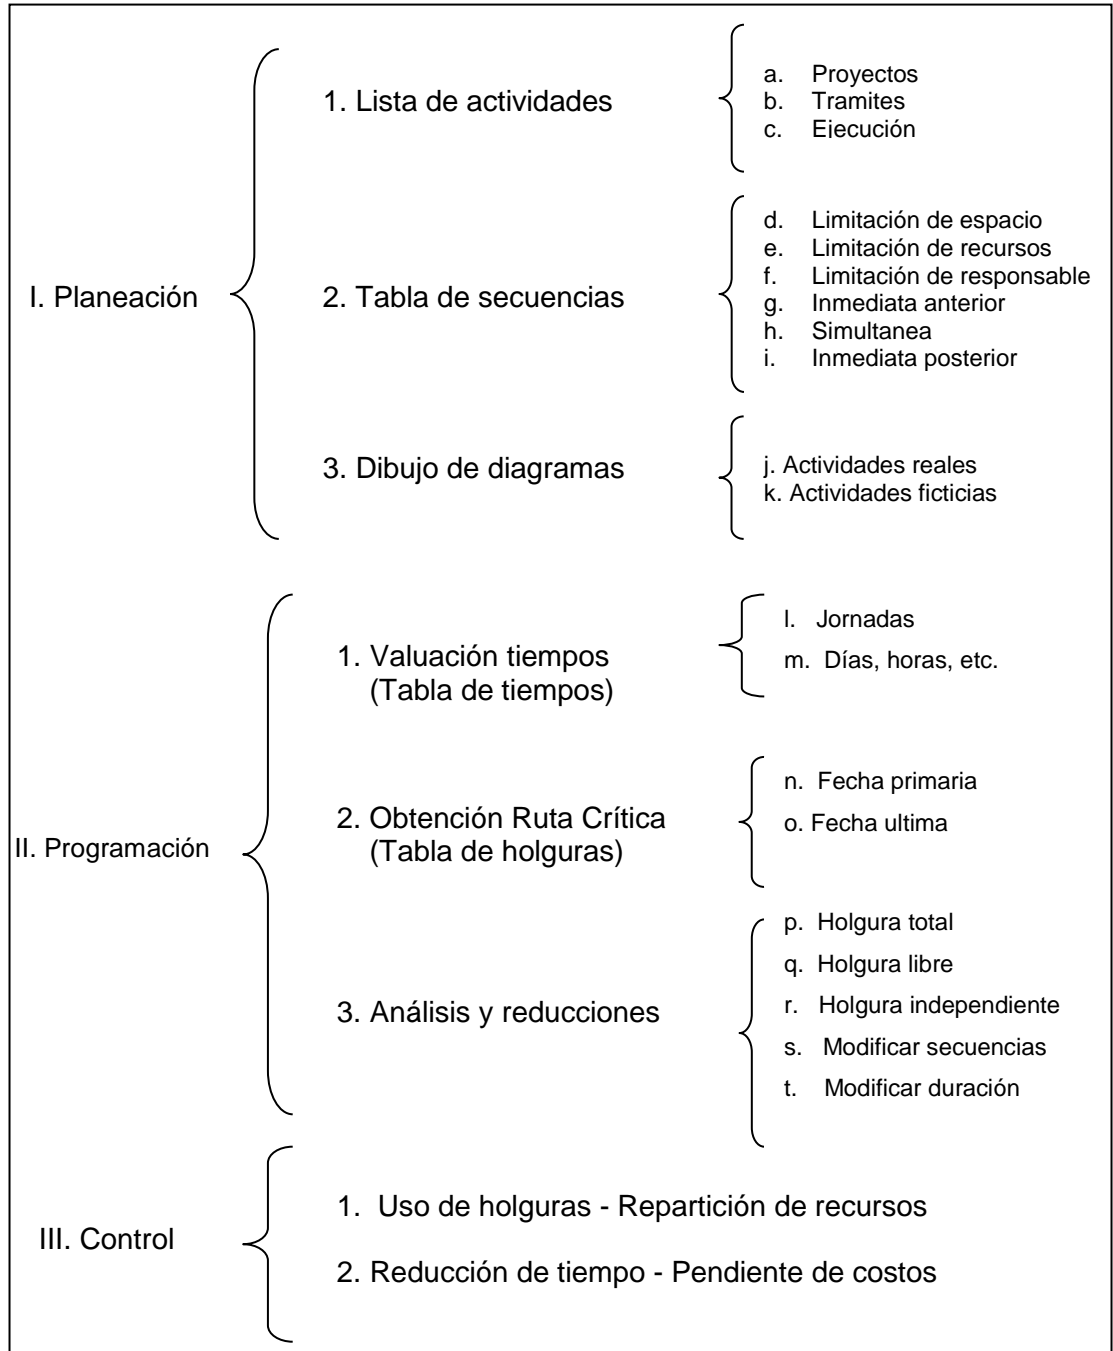 I. Planeación
1. Lista de actividades
a. Proyectos
b. Tramites
c. Ejecución
2. Tabla de secuencias
d. Limitación de espacio
e. Limitación de recursos
f. Limitación de responsable
g. Inmediata anterior
h. Simultanea
i. Inmediata posterior
3. Dibujo de diagramas
j. Actividades reales
k. Actividades ficticias
II. Programación
1. Valuación tiempos
(Tabla de tiempos)
l. Jornadas
m. Días, horas, etc.
2. Obtención Ruta Crítica
(Tabla de holguras)
n. Fecha primaria
o. Fecha ultima
3. Análisis y reducciones
p. Holgura total
q. Holgura libre
r. Holgura independiente
s. Modificar secuencias
t. Modificar duración
III. Control
1. Uso de holguras - Repartición de recursos
2. Reducción de tiempo - Pendiente de costos